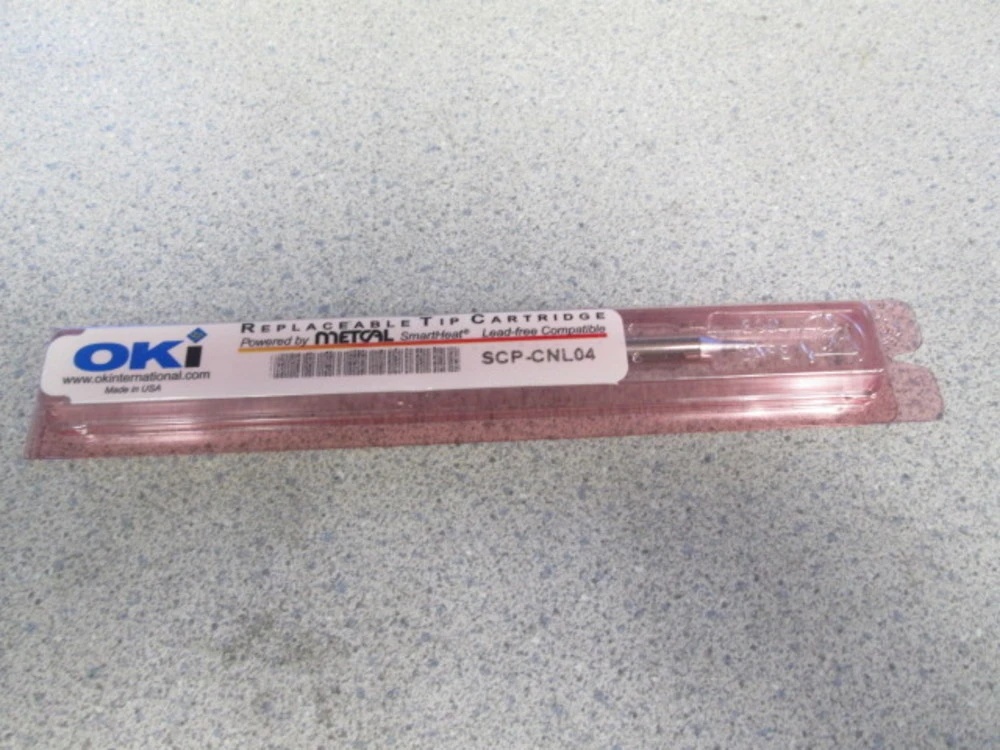 OKi
www.okinternational.com
Made in USA
REPLACEABLE TIP CARTRIDGE
Powered by METCAL SmartHeat® Lead-free Compatible
SCP-CNL04